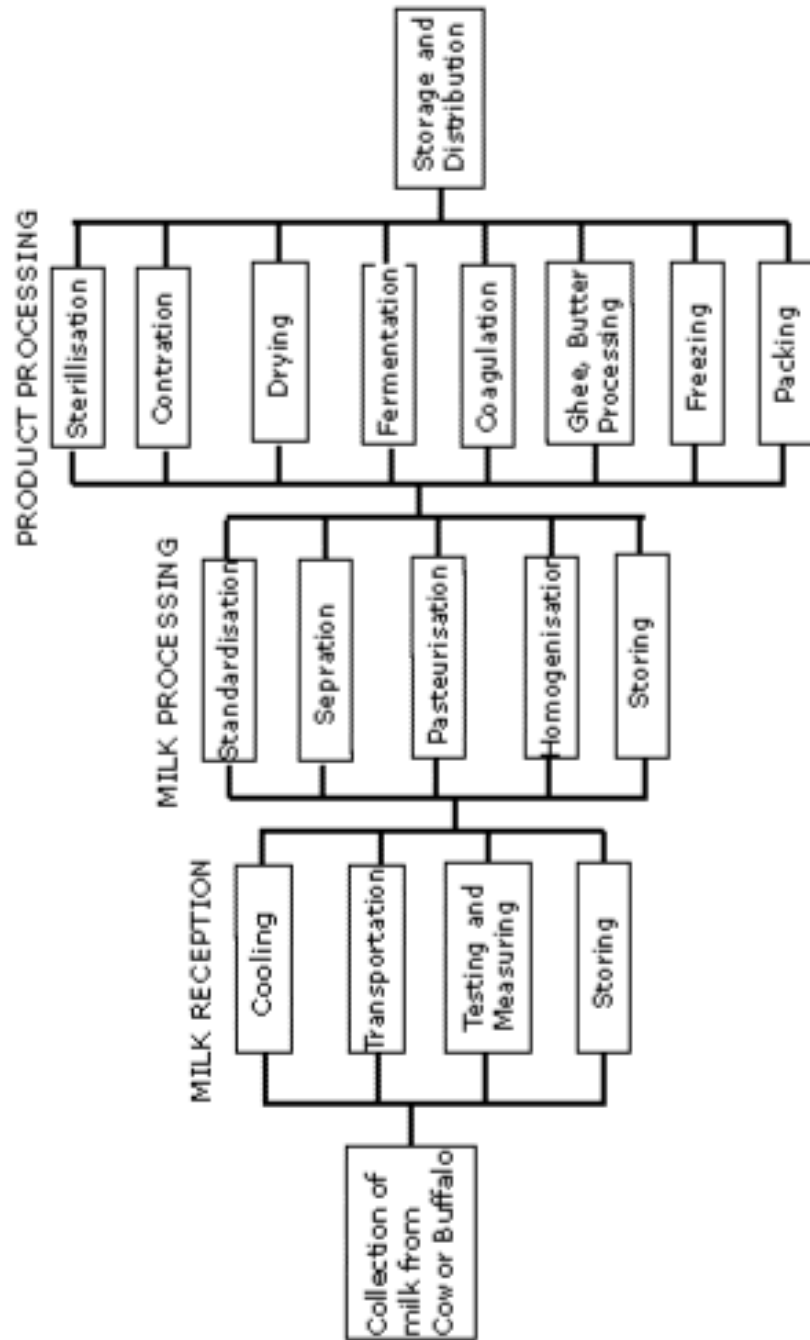 Collection of
milk from
Cow or Buffalo
MILK RECEPTION
Cooling
Transportation
Testing and
Measuring
Storing
MILK PROCESSING
Standardisation
Sepration
Pasteurisation
Homogenisation
Storing
PRODUCT PROCESSING
Sterillisation
Contration
Drying
Fermentation
Coagulation
Ghee, Butter
Processing
Freezing
Packing
Storage and
Distribution